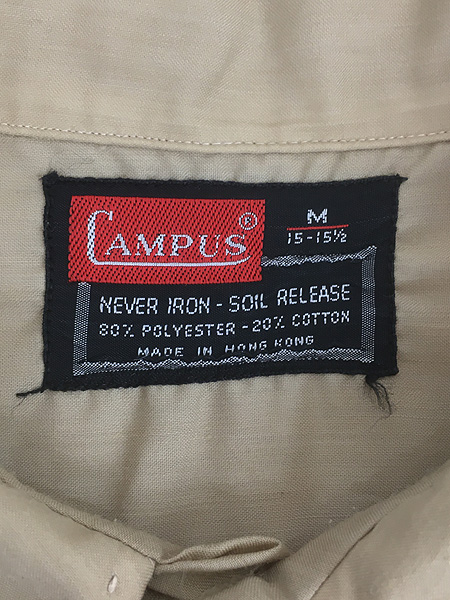 CAMPUS®
M
15-15½
NEVER IRON - SOIL RELEASE
80% POLYESTER - 20% COTTON
MADE IN HONG KONG